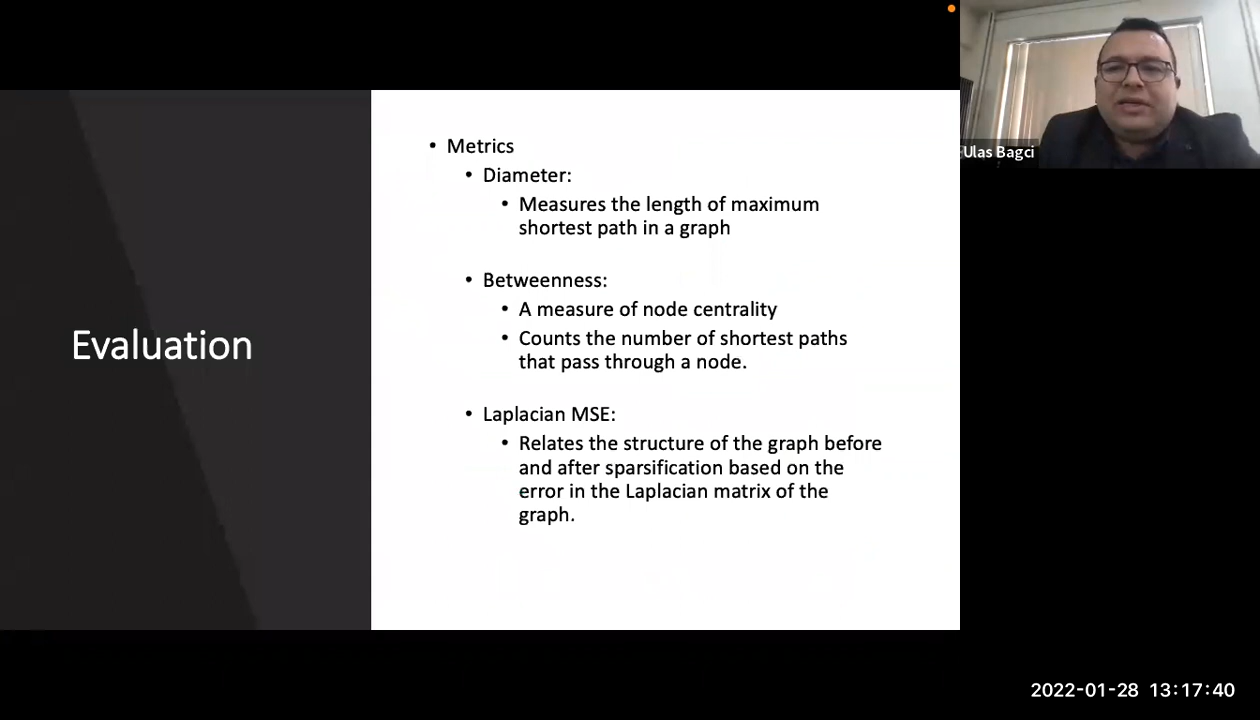 Ulas Bagci
Evaluation
• Metrics
• Diameter:
• Measures the length of maximum
shortest path in a graph
• Betweenness:
• A measure of node centrality
• Counts the number of shortest paths
that pass through a node.
• Laplacian MSE:
• Relates the structure of the graph before
and after sparsification based on the
error in the Laplacian matrix of the
graph.
2022-01-28 13:17:40